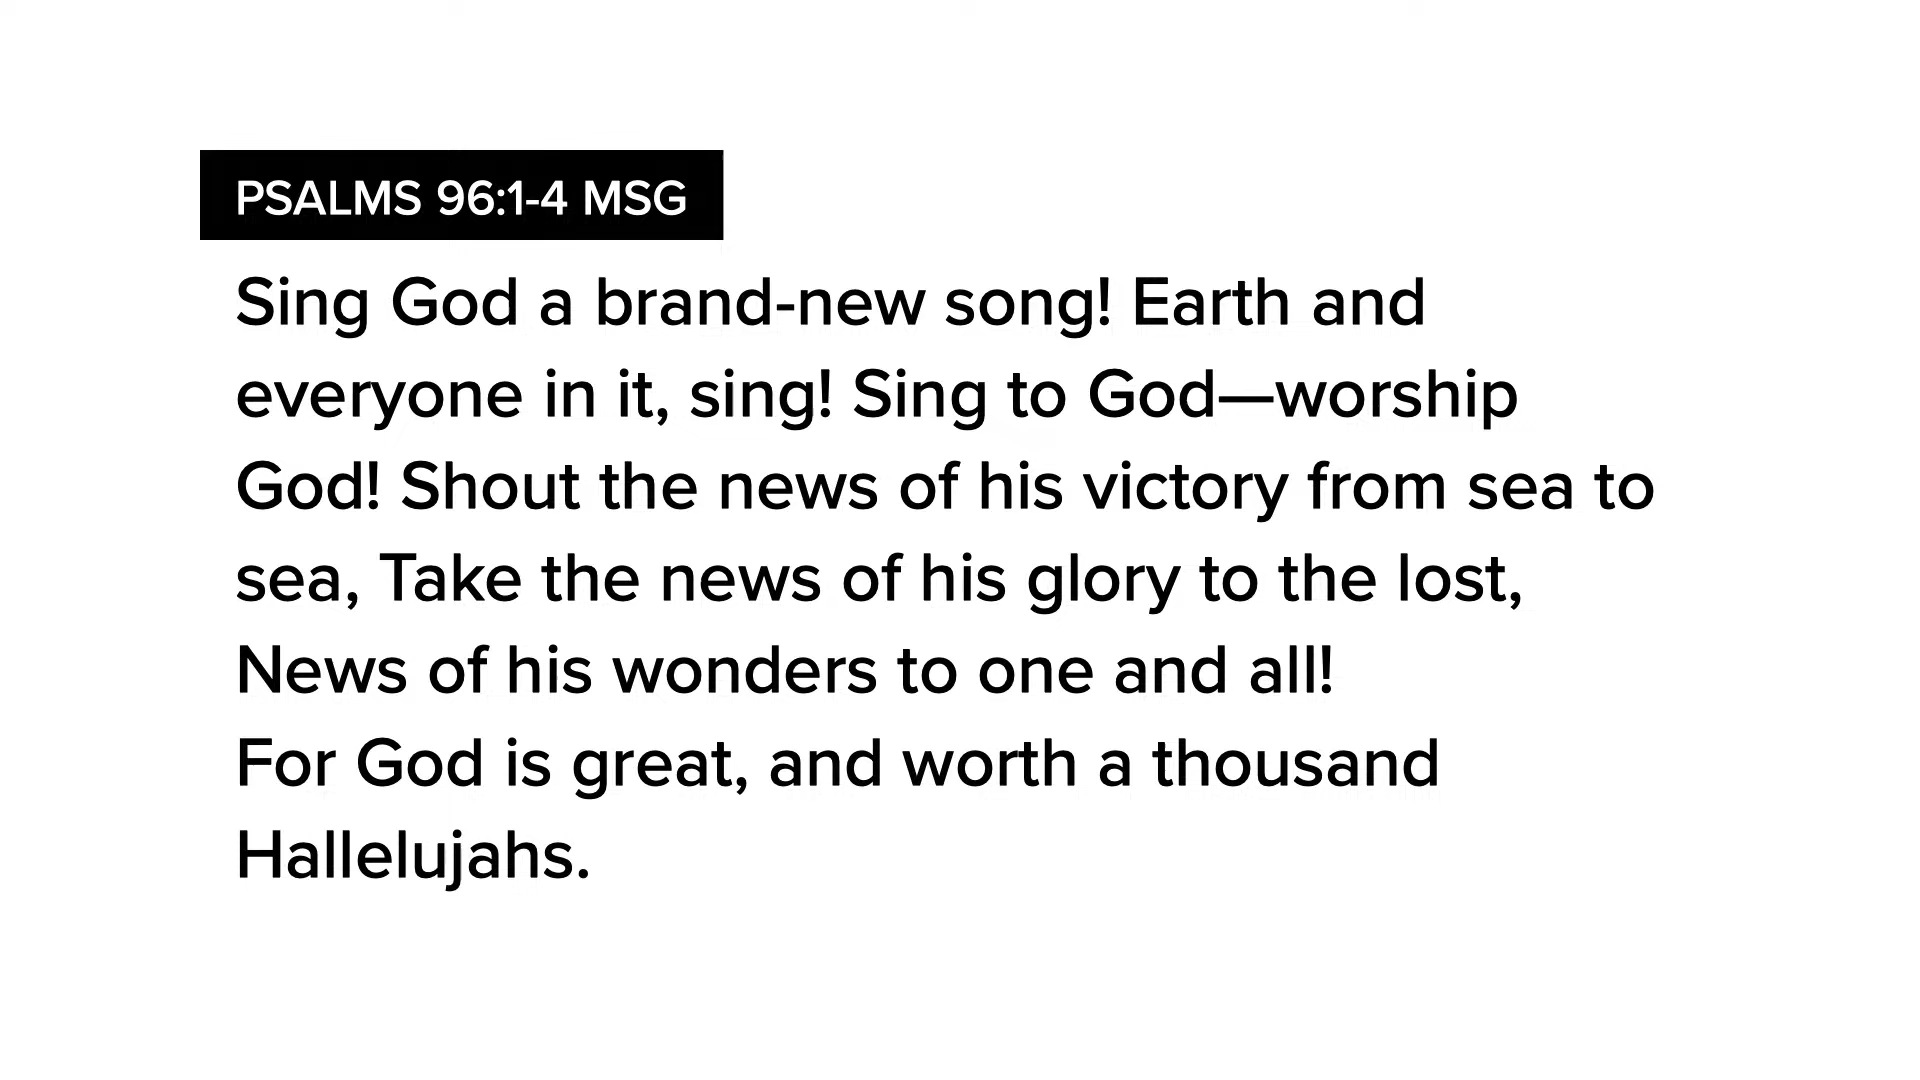 PSALMS 96:1-4 MSG
Sing God a brand-new song! Earth and
everyone in it, sing! Sing to God—worship
God! Shout the news of his victory from sea to
sea, Take the news of his glory to the lost,
News of his wonders to one and all!
For God is great, and worth a thousand
Hallelujahs.